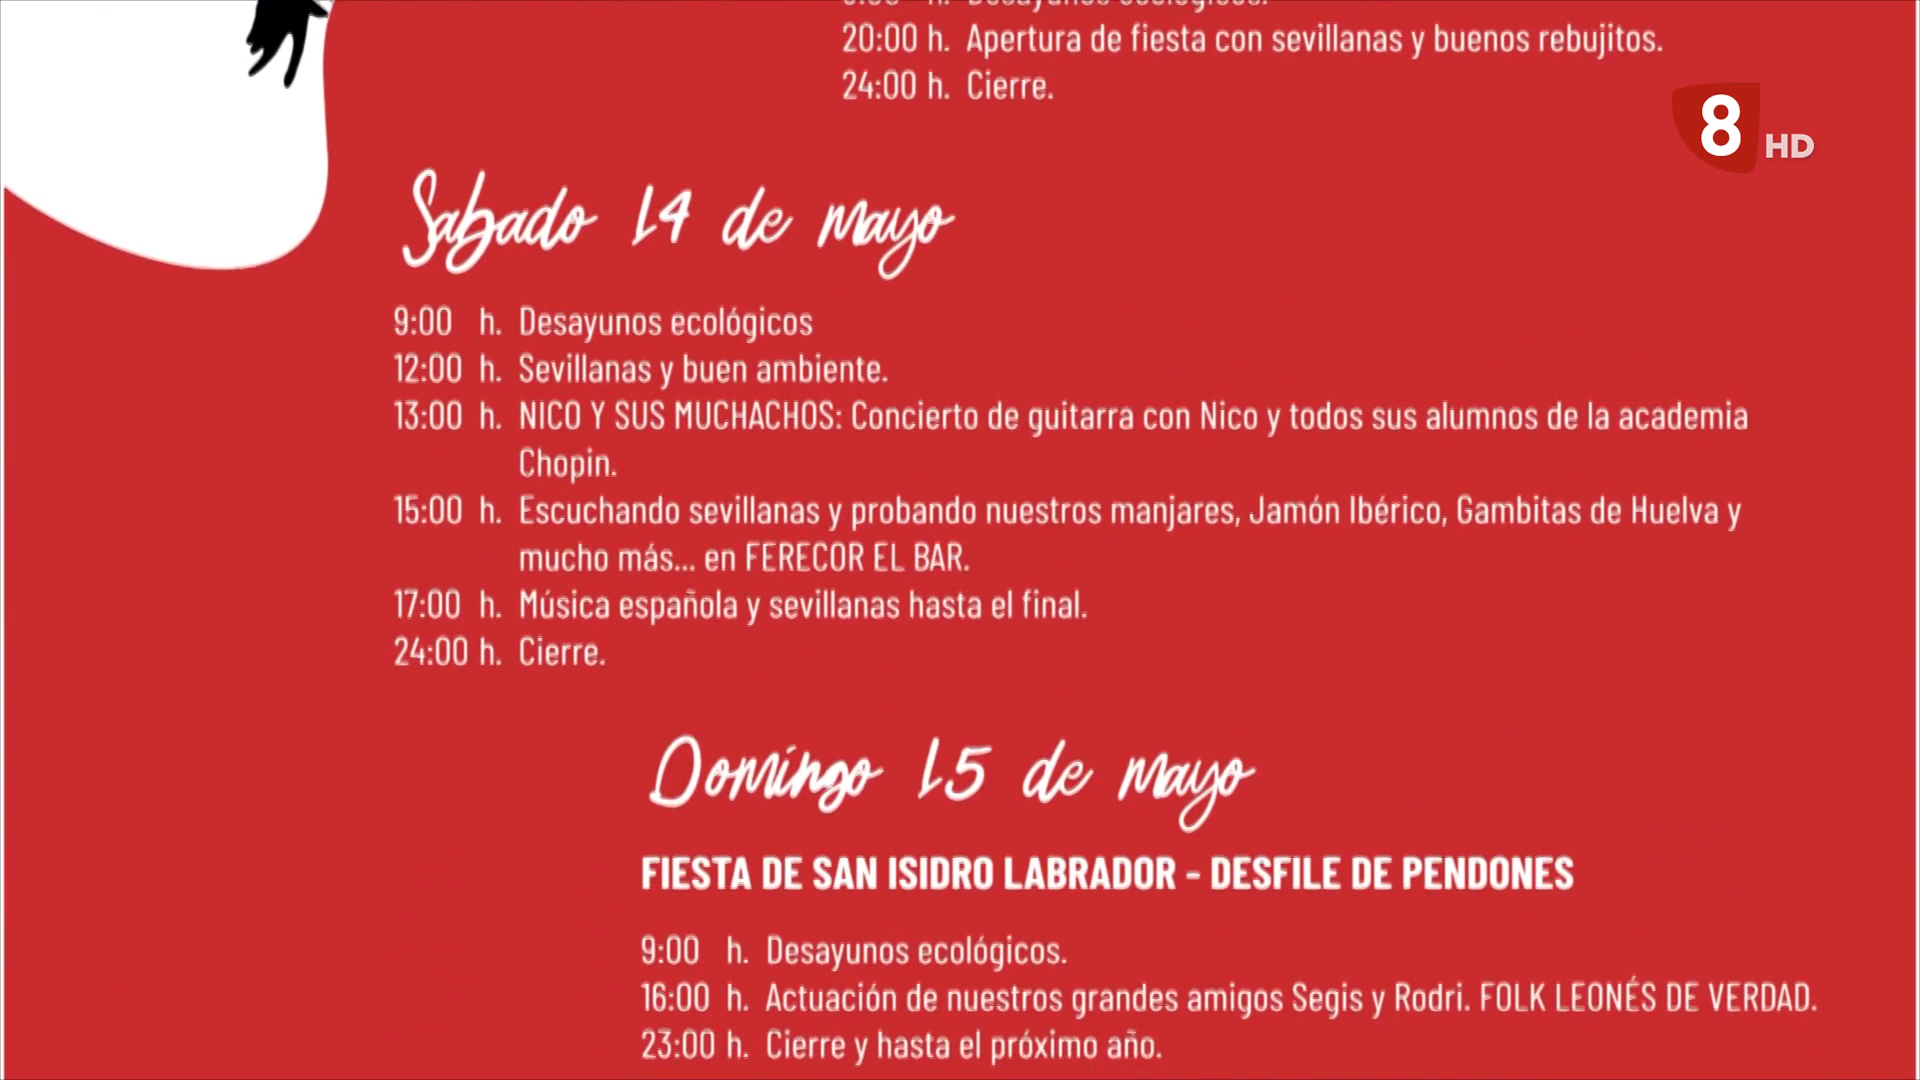 20:00 h. Apertura de fiesta con sevillanas y buenos rebujitos.
24:00 h. Cierre.
8 HD
Sabado 14 de mayo
9:00 h. Desayunos ecológicos
12:00 h. Sevillanas y buen ambiente.
13:00 h. NICO Y SUS MUCHACHOS: Concierto de guitarra con Nico y todos sus alumnos de la academia
Chopin.
15:00 h. Escuchando sevillanas y probando nuestros manjares, Jamón Ibérico, Gambitas de Huelva y
mucho más... en FERECOR EL BAR.
17:00 h. Música española y sevillanas hasta el final.
24:00 h. Cierre.
Domingo 15 de mayo
FIESTA DE SAN ISIDRO LABRADOR - DESFILE DE PENDONES
9:00 h. Desayunos ecológicos.
16:00 h. Actuación de nuestros grandes amigos Segis y Rodri. FOLK LEONÉS DE VERDAD.
23:00 h. Cierre y hasta el próximo año.